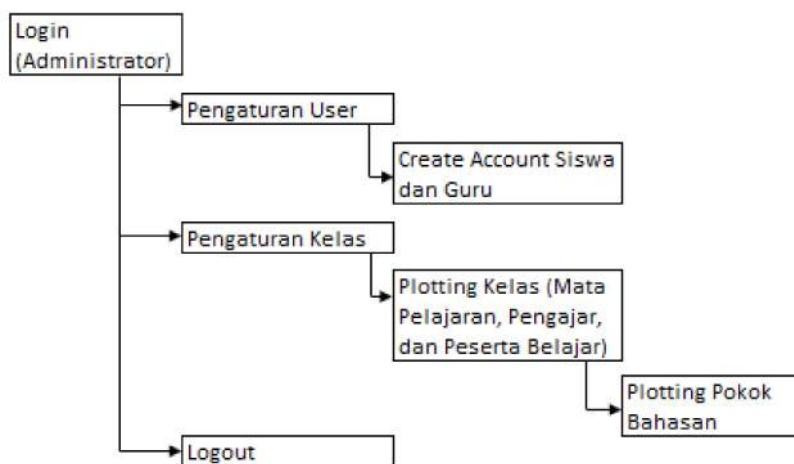 Login
(Administrator)
Pengaturan User
Create Account Siswa
dan Guru
Pengaturan Kelas
Plotting Kelas (Mata
Pelajaran, Pengajar,
dan Peserta Belajar)
Plotting Pokok
Bahasan
Logout